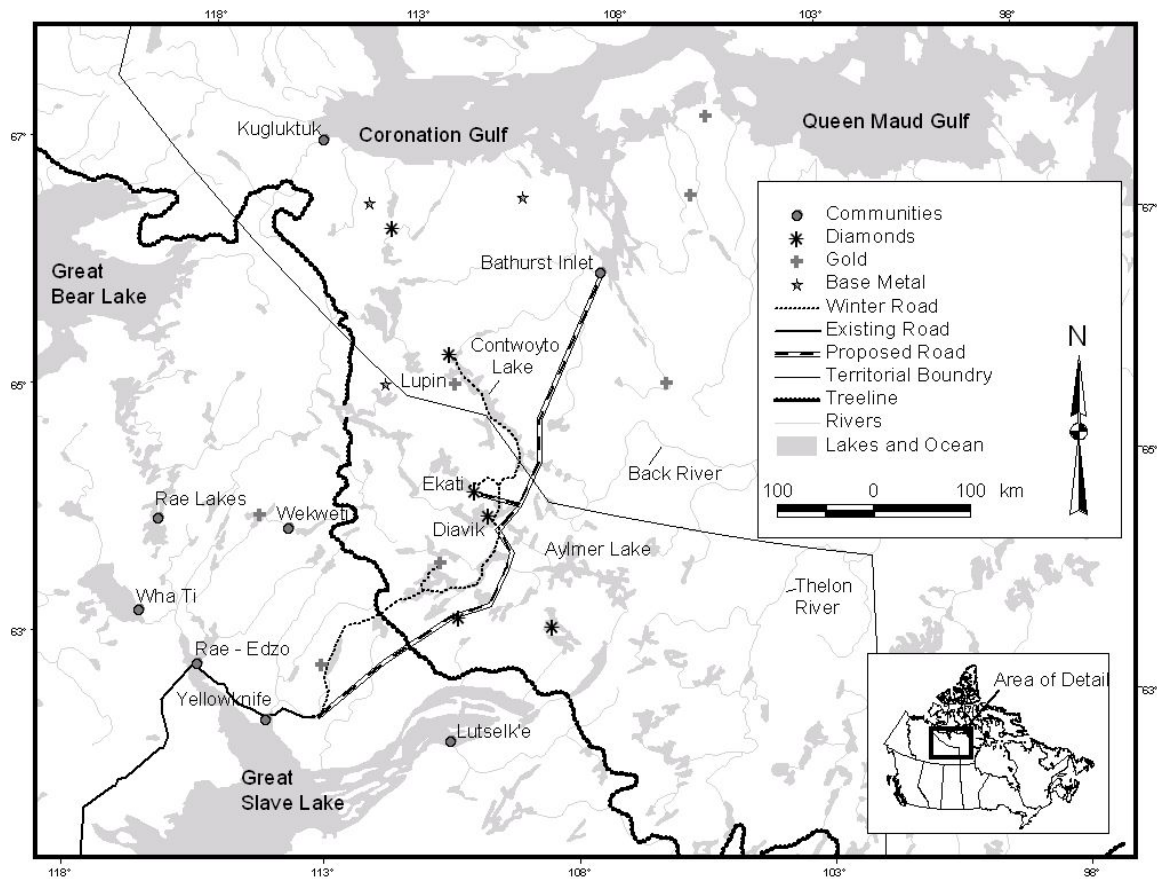 118°
113°
108°
103°
98°
67°
Kugluktuk
Coronation Gulf
Queen Maud Gulf
67°
Communities
Diamonds
Gold
Base Metal
Winter Road
Existing Road
Proposed Road
Territorial Boundry
Treeline
Rivers
Lakes and Ocean
100 0 100 km
N
Great
Bear Lake
Bathurst Inlet
Contwoyto
Lake
65°
Lupin
65°
Back River
Ekati
Rae Lakes
Wekweti
Diavik
Aylmer Lake
Wha Ti
Thelon
River
63°
Rae - Edzo
63°
Area of Detail
Yellowknife
Lutselk'e
Great
Slave Lake
118°
113°
108°
103°
98°